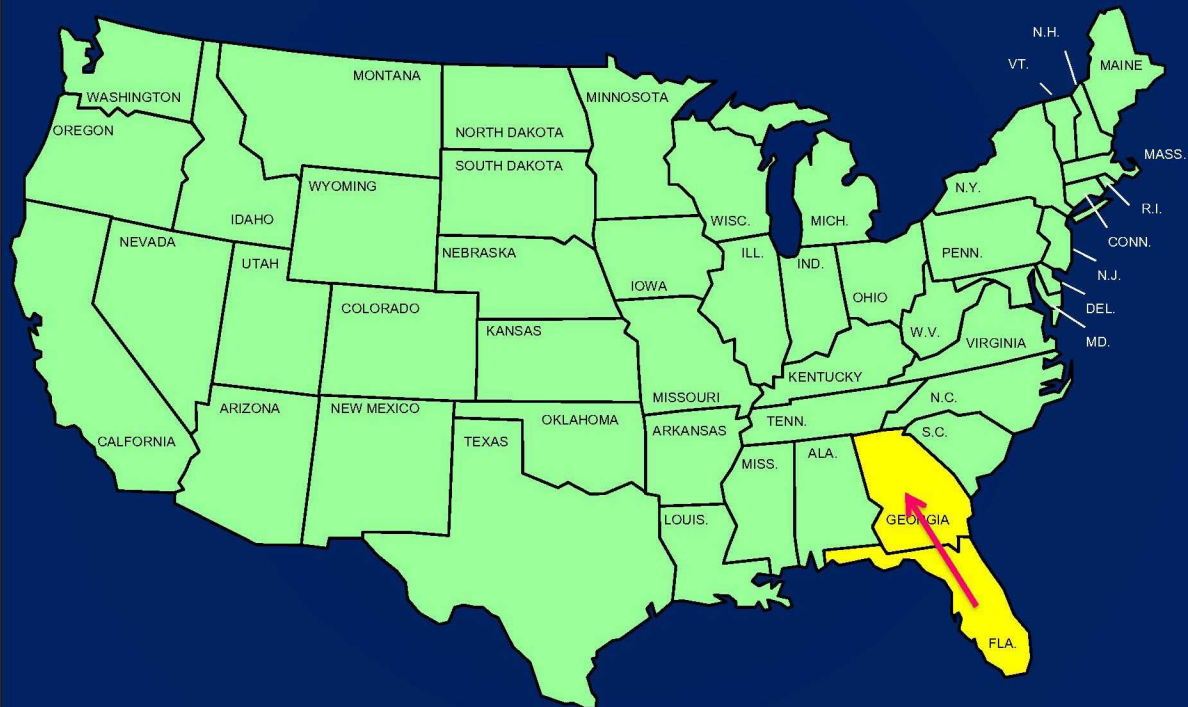 N.H.
VT.
MAINE
MONTANA
WASHINGTON
MINNOSOTA
OREGON
NORTH DAKOTA
MASS.
SOUTH DAKOTA
WYOMING
N.Y.
R.I.
IDAHO
WISC.
MICH.
NEVADA
CONN.
NEBRASKA
ILL.
PENN.
UTAH
IND.
N.J.
IOWA
OHIO
COLORADO
DEL.
KANSAS
W.V.
VIRGINIA
MD.
KENTUCKY
MISSOURI
N.C.
ARIZONA
NEW MEXICO
OKLAHOMA
TENN.
ARKANSAS
S.C.
CALFORNIA
TEXAS
ALA.
MISS.
LOUIS.
GEORGIA
FLA.